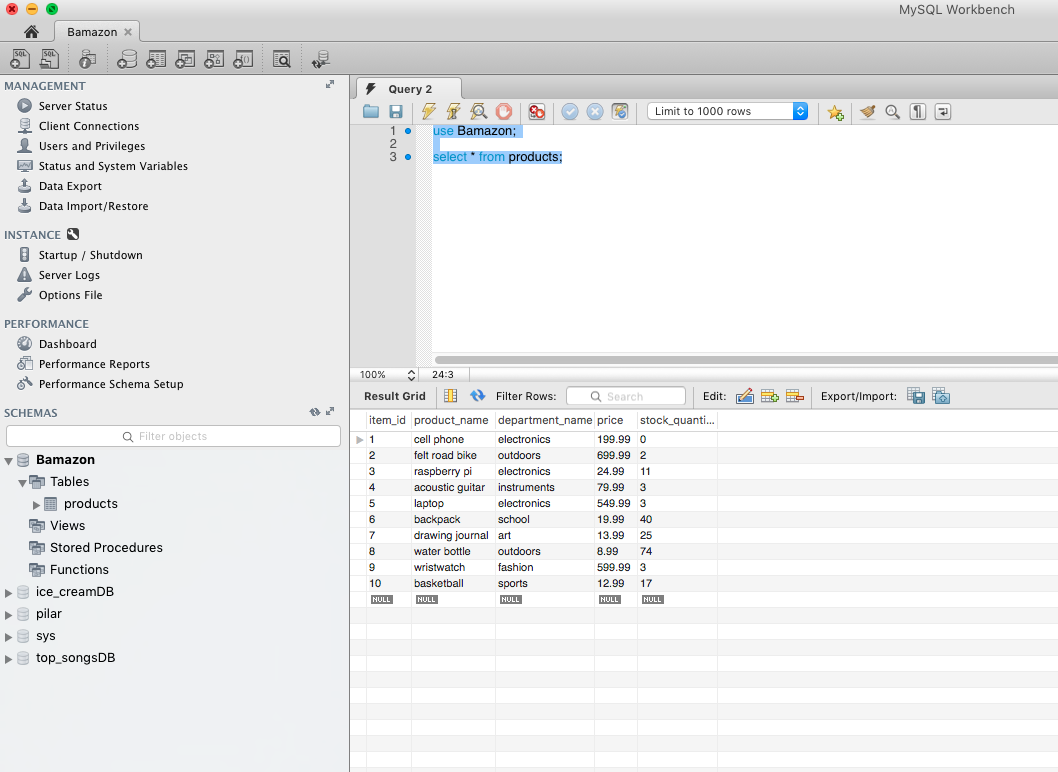 MySQL Workbench
Bamazon
SQL
SQL
MANAGEMENT
Server Status
Client Connections
Users and Privileges
Status and System Variables
Data Export
Data Import/Restore
INSTANCE
Startup / Shutdown
Server Logs
Options File
PERFORMANCE
Dashboard
Performance Reports
Performance Schema Setup
SCHEMAS
Filter objects
Bamazon
Tables
products
Views
Stored Procedures
Functions
ice_creamDB
pilar
sys
top_songsDB
Query 2
Limit to 1000 rows
1 use Bamazon;
2
3 select * from products;
100% 24:3
Result Grid Filter Rows: Search Edit: Export/Import:
item_id product_name department_name price stock_quanti...
1 cell phone electronics 199.99 0
2 felt road bike outdoors 699.99 2
3 raspberry pi electronics 24.99 11
4 acoustic guitar instruments 79.99 3
5 laptop electronics 549.99 3
6 backpack school 19.99 40
7 drawing journal art 13.99 25
8 water bottle outdoors 8.99 74
9 wristwatch fashion 599.99 3
10 basketball sports 12.99 17
NULL NULL NULL NULL NULL